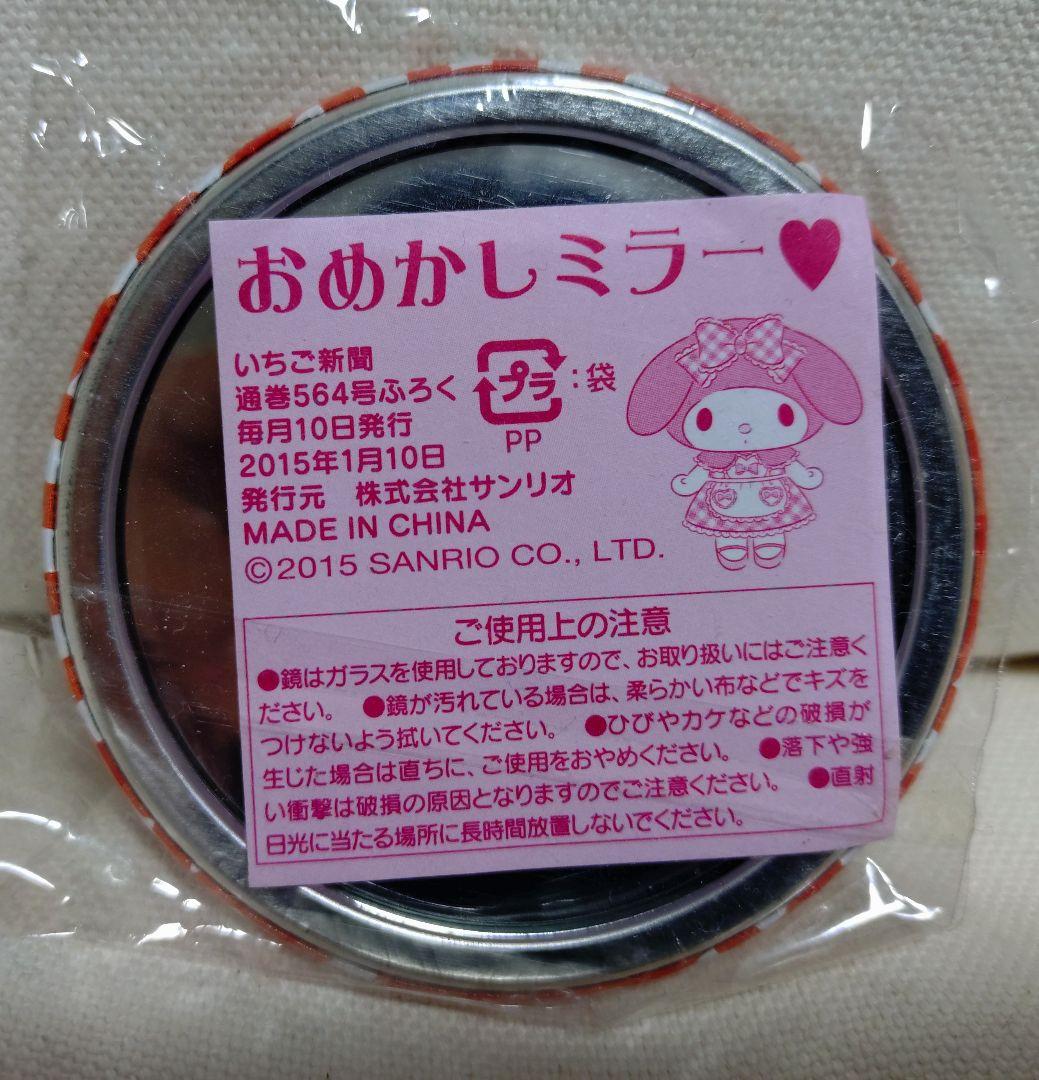 おめかしミラー♥
いちご新聞
通巻564号ふろく
毎月10日発行
2015年1月10日
発行元　株式会社サンリオ
MADE IN CHINA
©2015 SANRIO CO., LTD.
プラ:袋
PP
ご使用上の注意
●鏡はガラスを使用しておりますので、お取り扱いにはご注意く
ださい。　●鏡が汚れている場合は、柔らかい布などでキズを
つけないよう拭いてください。　●ひびやカケなどの破損が
生じた場合は直ちに、ご使用をおやめください。　●落下や強
い衝撃は破損の原因となりますのでご注意ください。　●直射
日光に当たる場所に長時間放置しないでください。